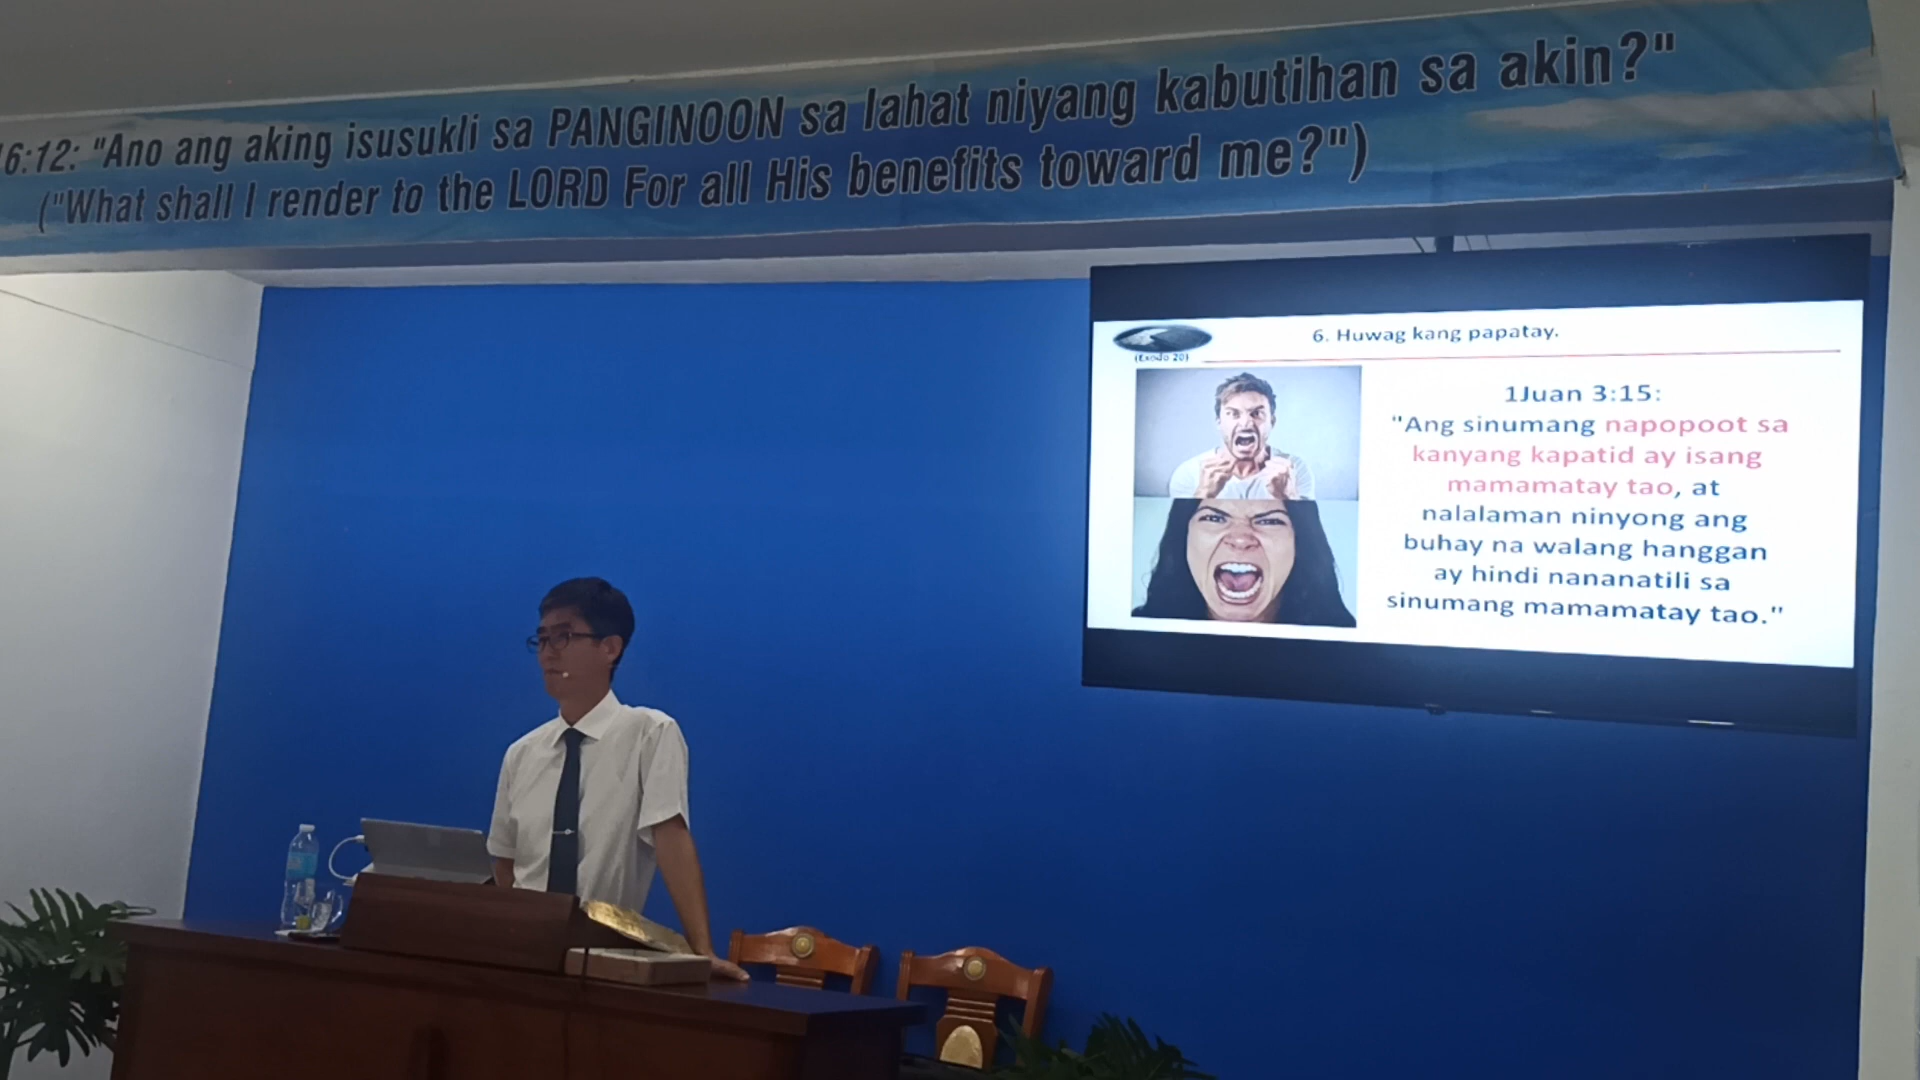 6:12: "Ano ang aking isusukli sa PANGINOON sa lahat niyang kabutihan sa akin?"
("What shall I render to the LORD For all His benefits toward me?")
6. Huwag kang papatay.
(Exodo 20)
1Juan 3:15:
"Ang sinumang napopoot sa
kanyang kapatid ay isang
mamamatay tao, at
nalalaman ninyong ang
buhay na walang hanggan
ay hindi nananatili sa
sinumang mamamatay tao."